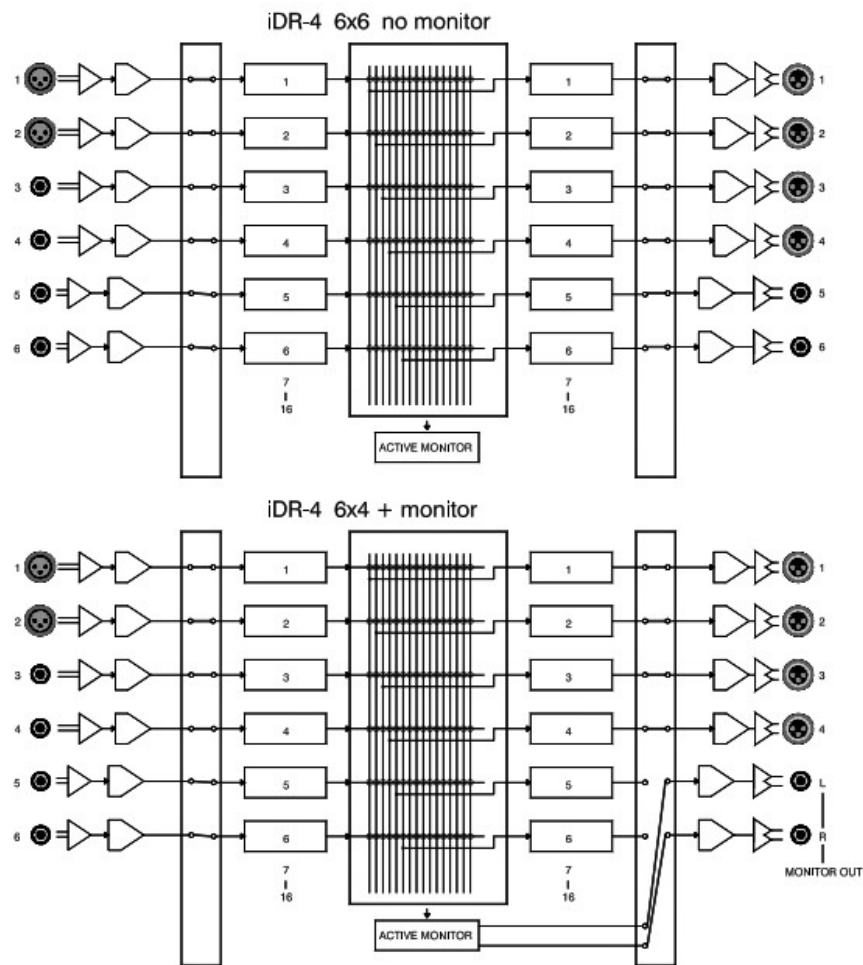 iDR-4 6x6 no monitor
1 1 1 1
2 2 2 2
3 3 3 3
4 4 4 4
5 5 5 5
6 6 6 6
7 7
I I
16 16
ACTIVE MONITOR
iDR-4 6x4 + monitor
1 1 1 1
2 2 2 2
3 3 3 3
4 4 4 4
5 5 5 L
6 6 6 R
7 7
I I
16 16
MONITOR OUT
ACTIVE MONITOR